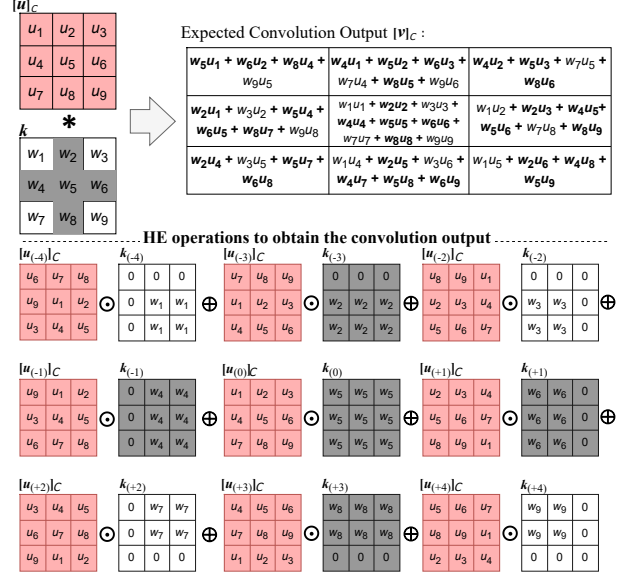 [u]C
u1 u2 u3
u4 u5 u6
u7 u8 u9
*
k
w1 w2 w3
w4 w5 w6
w7 w8 w9
Expected Convolution Output [v]C :
w5u1 + w6u2 + w8u4 +
w9u5
w4u1 + w5u2 + w6u3 +
w7u4 + w8u5 + w9u6
w4u2 + w5u3 + w7u5 +
w8u6
w2u1 + w3u2 + w5u4 +
w6u5 + w8u7 + w9u8
w1u1 + w2u2 + w3u3 +
w4u4 + w5u5 + w6u6 +
w7u7 + w8u8 + w9u9
w1u2 + w2u3 + w4u5+
w5u6 + w7u8 + w8u9
w2u4 + w3u5 + w5u7 +
w6u8
w1u4 + w2u5 + w3u6 +
w4u7 + w5u8 + w6u9
w1u5 + w2u6 + w4u8 +
w5u9
HE operations to obtain the convolution output
[u(-4)]C k(-4) [u(-3)]C k(-3) [u(-2)]C k(-2)
u6 u7 u8 0 0 0 u7 u8 u9 0 0 0 u8 u9 u1 0 0 0
u9 u1 u2 ⊙ 0 w1 w1 ⊕ u1 u2 u3 ⊙ w2 w2 w2 ⊕ u2 u3 u4 ⊙ w3 w3 0 ⊕
u3 u4 u5 0 w1 w1 u4 u5 u6 w2 w2 w2 u5 u6 u7 w3 w3 0
[u(-1)]C k(-1) [u(0)]C k(0) [u(+1)]C k(+1)
u9 u1 u2 0 w4 w4 u1 u2 u3 w5 w5 w5 u2 u3 u4 w6 w6 0
u3 u4 u5 ⊙ 0 w4 w4 ⊕ u4 u5 u6 ⊙ w5 w5 w5 ⊕ u5 u6 u7 ⊙ w6 w6 0 ⊕
u6 u7 u8 0 w4 w4 u7 u8 u9 w5 w5 w5 u8 u9 u1 w6 w6 0
[u(+2)]C k(+2) [u(+3)]C k(+3) [u(+4)]C k(+4)
u3 u4 u5 0 w7 w7 u4 u5 u6 w8 w8 w8 u5 u6 u7 w9 w9 0
u6 u7 u8 ⊙ 0 w7 w7 ⊕ u7 u8 u9 ⊙ w8 w8 w8 ⊕ u8 u9 u1 ⊙ w9 w9 0
u9 u1 u2 0 0 0 u1 u2 u3 0 0 0 u2 u3 u4 0 0 0